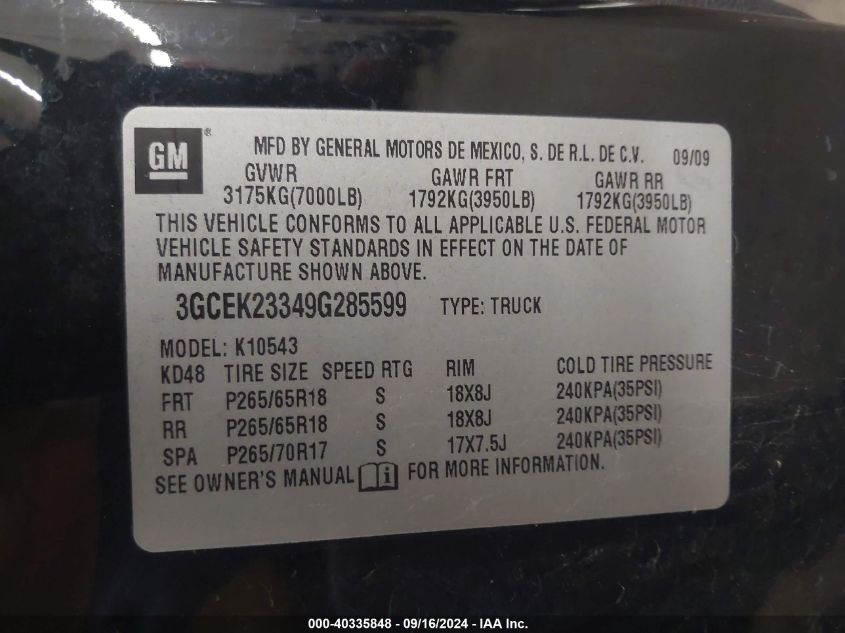 GM ®
MFD BY GENERAL MOTORS DE MEXICO, S. DE R.L. DE C.V. 09/09
GVWR GAWR FRT GAWR RR
3175KG(7000LB) 1792KG(3950LB) 1792KG(3950LB)
THIS VEHICLE CONFORMS TO ALL APPLICABLE U.S. FEDERAL MOTOR
VEHICLE SAFETY STANDARDS IN EFFECT ON THE DATE OF
MANUFACTURE SHOWN ABOVE.
3GCEK23349G285599 TYPE: TRUCK
MODEL: K10543
KD48 TIRE SIZE SPEED RTG RIM COLD TIRE PRESSURE
FRT P265/65R18 S 18X8J 240KPA(35PSI)
RR P265/65R18 S 18X8J 240KPA(35PSI)
SPA P265/70R17 S 17X7.5J 240KPA(35PSI)
SEE OWNER'S MANUAL i FOR MORE INFORMATION.
000-40335848 - 09/16/2024 - IAA Inc.